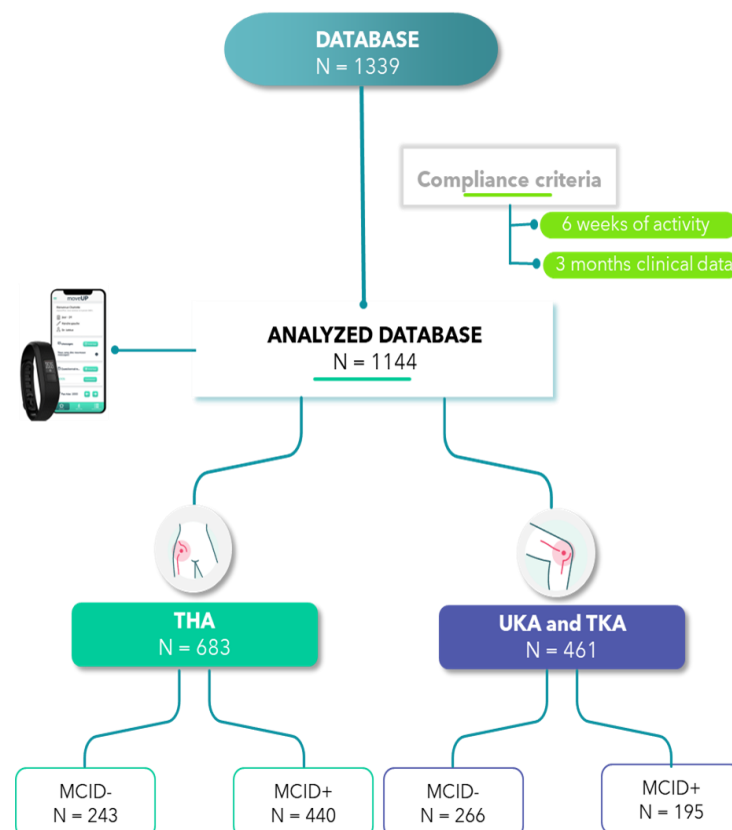 DATABASE
N = 1339
Compliance criteria
6 weeks of activity
3 months clinical data
moveUP
ANALYZED DATABASE
N = 1144
THA
N = 683
UKA and TKA
N = 461
MCID-
N = 243
MCID+
N = 440
MCID-
N = 266
MCID+
N = 195